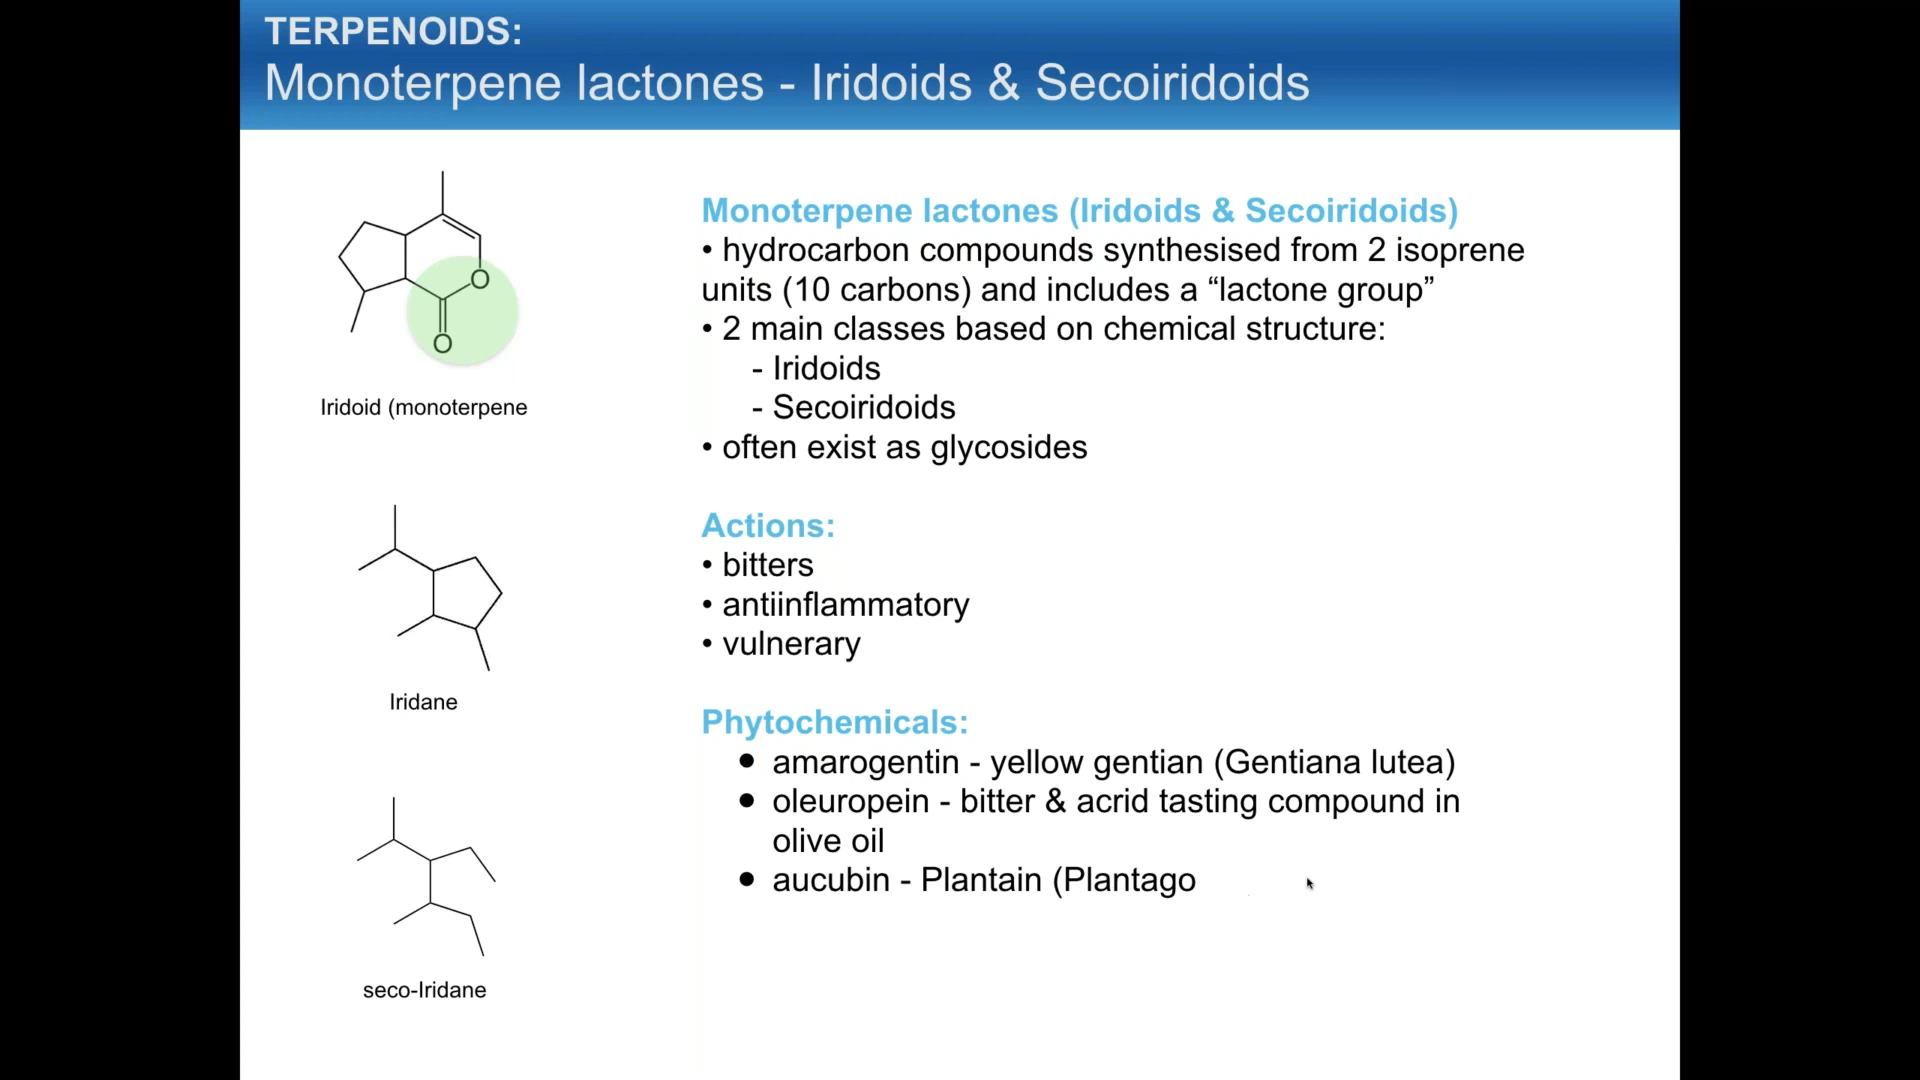 TERPENOIDS:
Monoterpene lactones - Iridoids & Secoiridoids
O
O
Iridoid (monoterpene
Iridane
seco-Iridane
Monoterpene lactones (Iridoids & Secoiridoids)
• hydrocarbon compounds synthesised from 2 isoprene
units (10 carbons) and includes a “lactone group”
• 2 main classes based on chemical structure:
- Iridoids
- Secoiridoids
• often exist as glycosides
Actions:
• bitters
• antiinflammatory
• vulnerary
Phytochemicals:
• amarogentin - yellow gentian (Gentiana lutea)
• oleuropein - bitter & acrid tasting compound in
olive oil
• aucubin - Plantain (Plantago